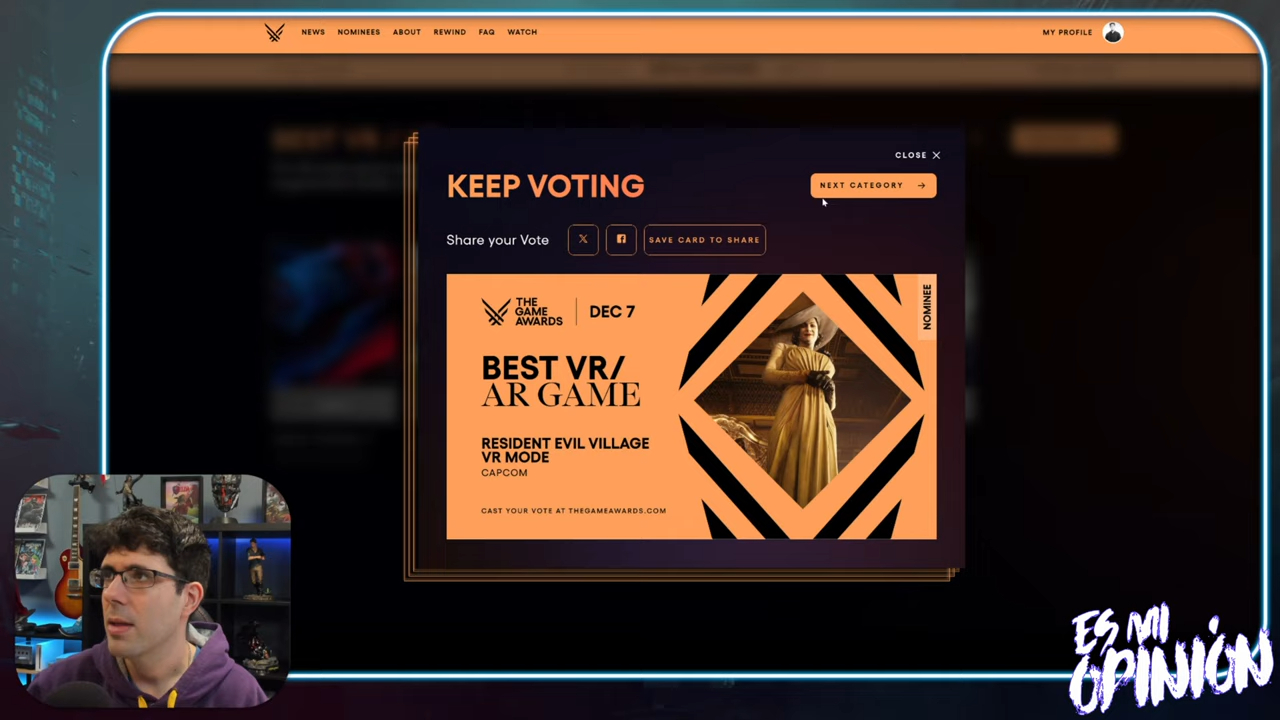 NEWS NOMINEES ABOUT REWIND FAQ WATCH MY PROFILE
CLOSE
KEEP VOTING
NEXT CATEGORY
Share your Vote
SAVE CARD TO SHARE
THE
GAME
AWARDS
DEC 7
NOMINEE
BEST VR/
AR GAME
RESIDENT EVIL VILLAGE
VR MODE
CAPCOM
CAST YOUR VOTE AT THEGAMEAWARDS.COM
ES MI
OPINIÓN